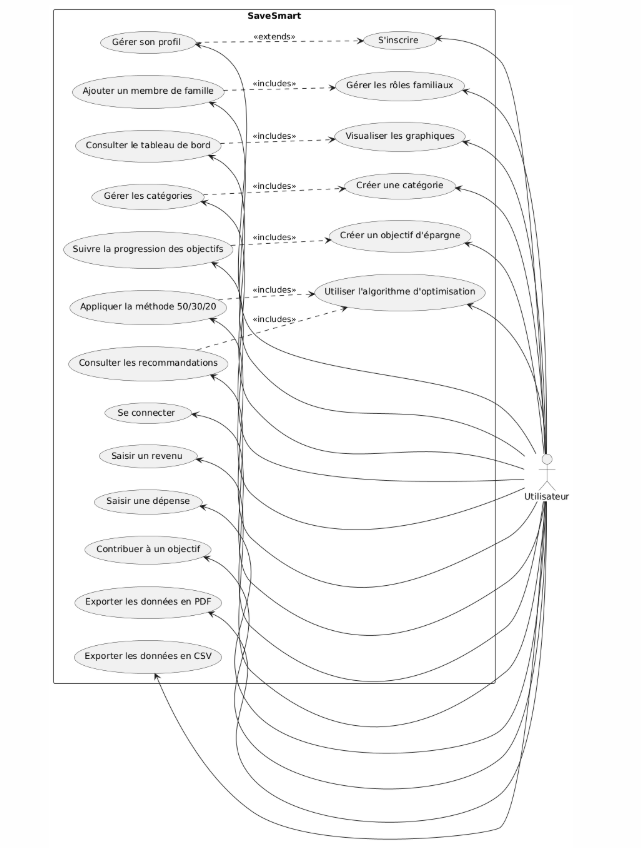 SaveSmart
Gérer son profil
«extends»
S'inscrire
Ajouter un membre de famille
«includes»
Gérer les rôles familiaux
Consulter le tableau de bord
«includes»
Visualiser les graphiques
Gérer les catégories
«includes»
Créer une catégorie
Suivre la progression des objectifs
«includes»
Créer un objectif d'épargne
Appliquer la méthode 50/30/20
«includes»
Utiliser l'algorithme d'optimisation
Consulter les recommandations
«includes»
Se connecter
Saisir un revenu
Saisir une dépense
Utilisateur
Contribuer à un objectif
Exporter les données en PDF
Exporter les données en CSV